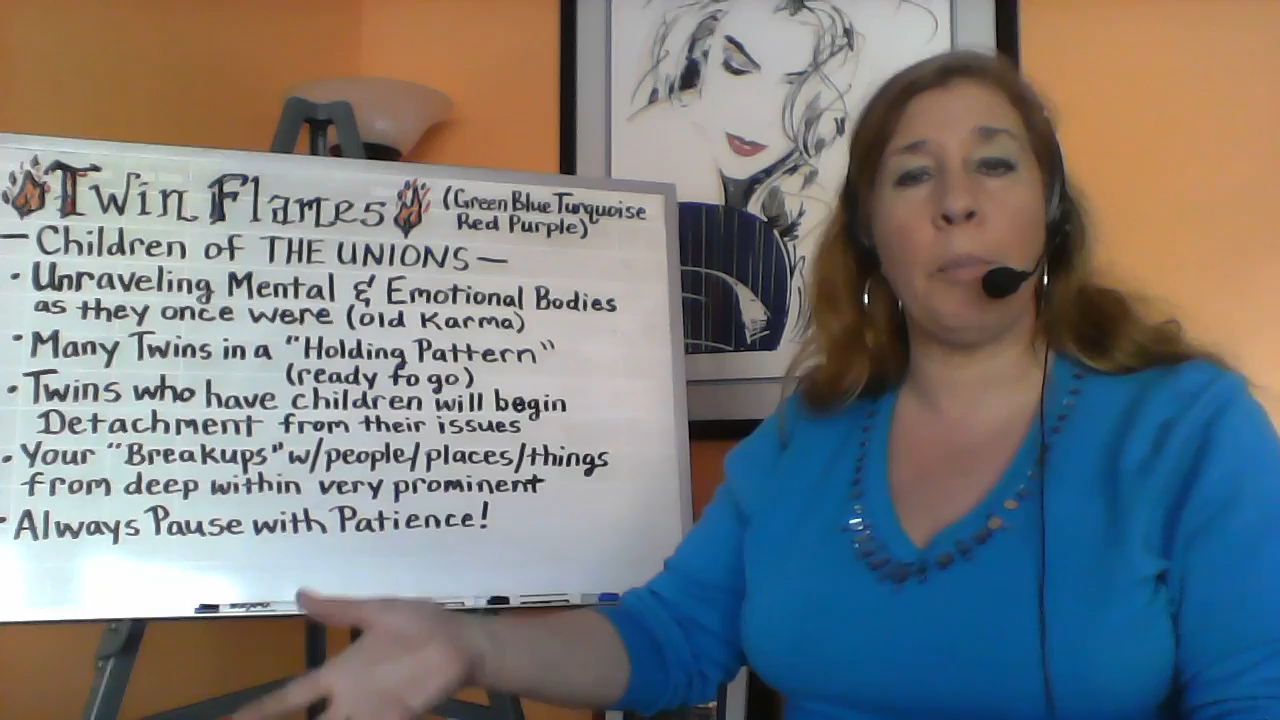 Twin Flames (Green Blue Turquoise
Red Purple)
— Children of THE UNIONS —
• Unraveling Mental & Emotional Bodies
as they once were (old Karma)
• Many Twins in a "Holding Pattern"
(ready to go)
• Twins who have children will begin
Detachment from their issues
• Your "Breakups" w/people/places/things
from deep within very prominent
• Always Pause with Patience!